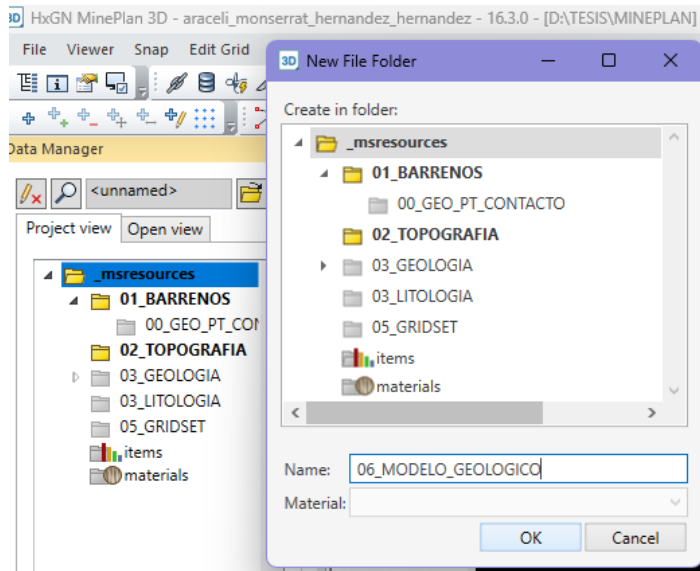 HxGN MinePlan 3D - araceli_monserrat_hernandez_hernandez - 16.3.0 - [D:\TESIS\MINEPLAN]
File Viewer Snap Edit Grid
Data Manager
<unnamed>
Project view Open view
_msresources
01_BARRENOS
00_GEO_PT_CON
02_TOPOGRAFIA
03_GEOLOGIA
03_LITOLOGIA
05_GRIDSET
items
materials
3D New File Folder
Create in folder:
_msresources
01_BARRENOS
00_GEO_PT_CONTACTO
02_TOPOGRAFIA
03_GEOLOGIA
03_LITOLOGIA
05_GRIDSET
items
materials
Name: 06_MODELO_GEOLOGICO
Material:
OK Cancel